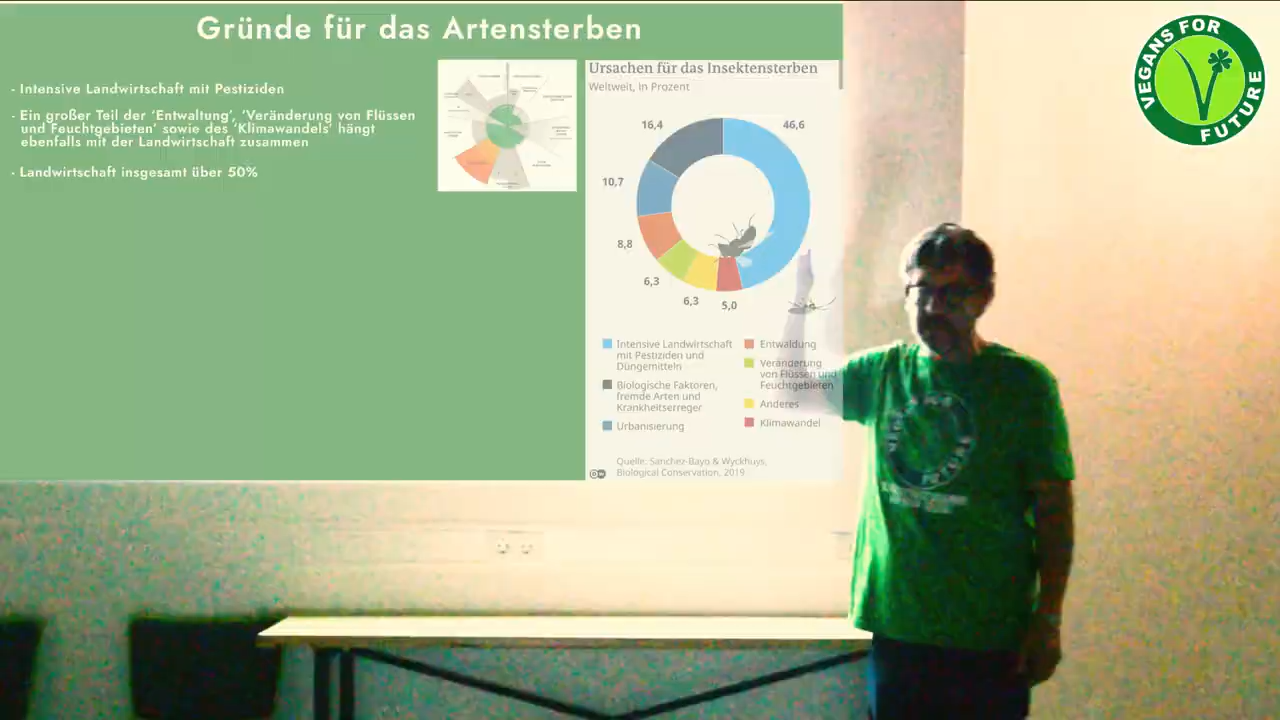 Gründe für das Artensterben
- Intensive Landwirtschaft mit Pestiziden
- Ein großer Teil der 'Entwaltung', 'Veränderung von Flüssen
und Feuchtgebieten' sowie des 'Klimawandels' hängt
ebenfalls mit der Landwirtschaft zusammen
- Landwirtschaft insgesamt über 50%
Ursachen für das Insektensterben
Weltweit, in Prozent
16,4
46,6
10,7
8,8
6,3
6,3
5,0
Intensive Landwirtschaft
mit Pestiziden und
Düngemitteln
Biologische Faktoren,
fremde Arten und
Krankheitserreger
Urbanisierung
Entwaldung
Veränderung
von Flüssen und
Feuchtgebieten
Anderes
Klimawandel
Quelle: Sanchez-Bayo & Wyckhuys,
Biological Conservation, 2019
VEGANS FOR
FUTURE